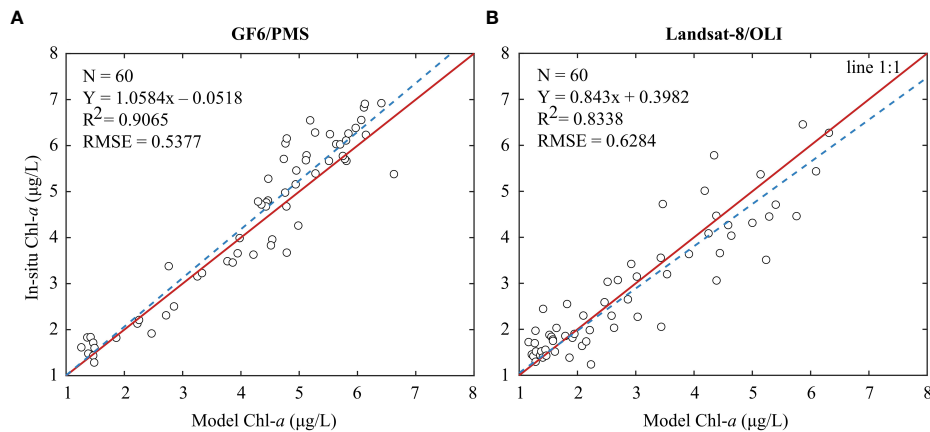 A
GF6/PMS
8
7
6
5
4
3
2
1
In-situ Chl-a (µg/L)
N = 60
Y = 1.0584x – 0.0518
R²= 0.9065
RMSE = 0.5377
1 2 3 4 5 6 7 8
Model Chl-a (µg/L)
B
Landsat-8/OLI
8
7
6
5
4
3
2
1
line 1:1
N = 60
Y = 0.843x + 0.3982
R²= 0.8338
RMSE = 0.6284
1 2 3 4 5 6 7 8
Model Chl-a (µg/L)